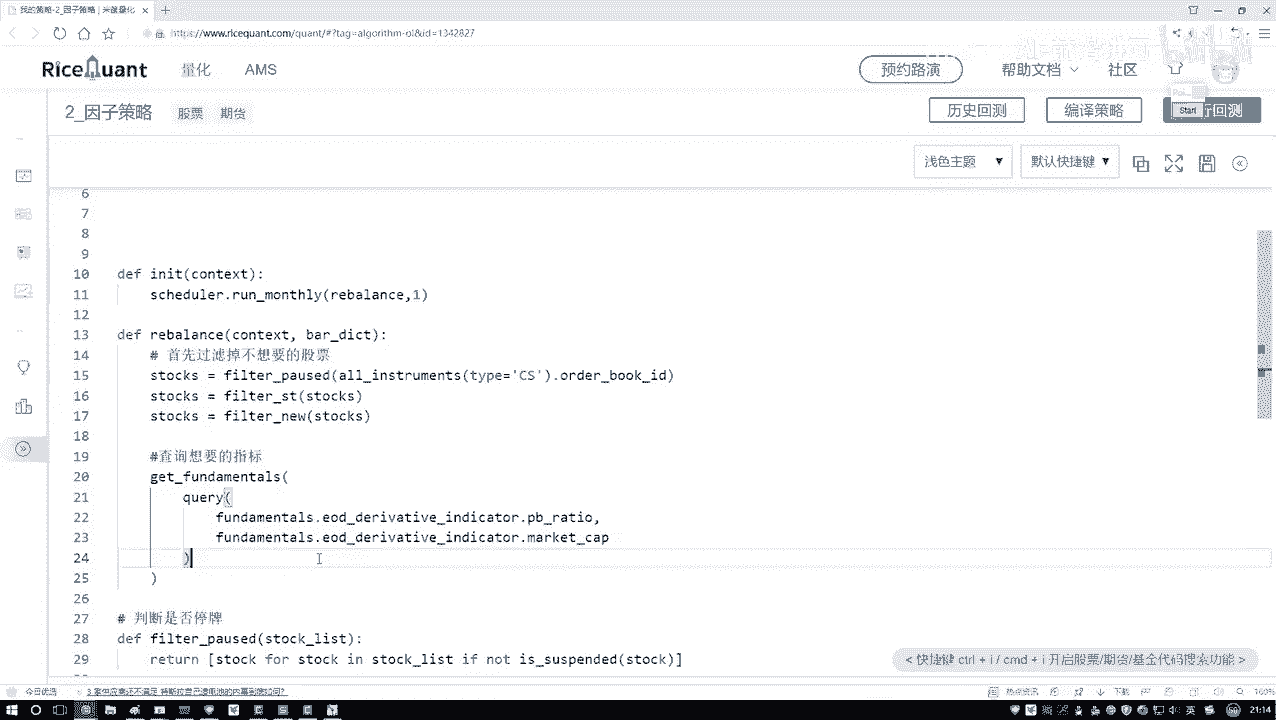 我的策略-2_因子策略 | 米筐量化
https://www.ricequant.com/quant/#?tag=algorithm-ol&id=1342827
RiceQuant 量化 AMS 预约路演 帮助文档 社区
2_因子策略 股票 期货 历史回测 编译策略 行回测
Start
浅色主题 默认快捷键
6
7
8
9
10 def init(context):
11 scheduler.run_monthly(rebalance,1)
12
13 def rebalance(context, bar_dict):
14 # 首先过滤掉不想要的股票
15 stocks = filter_paused(all_instruments(type='CS').order_book_id)
16 stocks = filter_st(stocks)
17 stocks = filter_new(stocks)
18
19 #查询想要的指标
20 get_fundamentals(
21 query(
22 fundamentals.eod_derivative_indicator.pb_ratio,
23 fundamentals.eod_derivative_indicator.market_cap
24 )
25 )
26
27 # 判断是否停牌
28 def filter_paused(stock_list):
29 return [stock for stock in stock_list if not is_suspended(stock)]
< 快捷键 ctrl + i / cmd + i 开启股票/期货/基金代码搜索功能 >
今日优选
100%
英 21:14